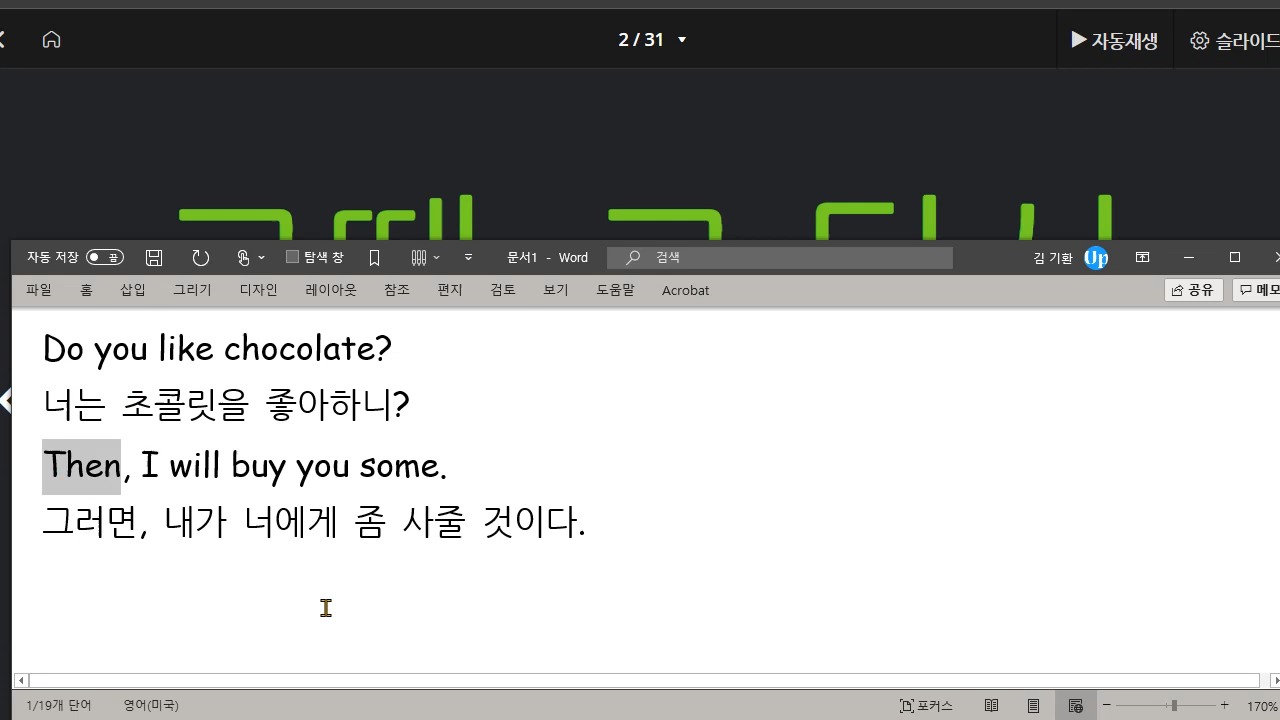 2 / 31
자동재생
슬라이드
자동 저장
끔
탐색 창
문서1 - Word
검색
김 기환
Up
파일 홈 삽입 그리기 디자인 레이아웃 참조 편지 검토 보기 도움말 Acrobat
공유
메모
Do you like chocolate?
너는 초콜릿을 좋아하니?
Then, I will buy you some.
그러면, 내가 너에게 좀 사줄 것이다.
1/19개 단어
영어(미국)
포커스
170%